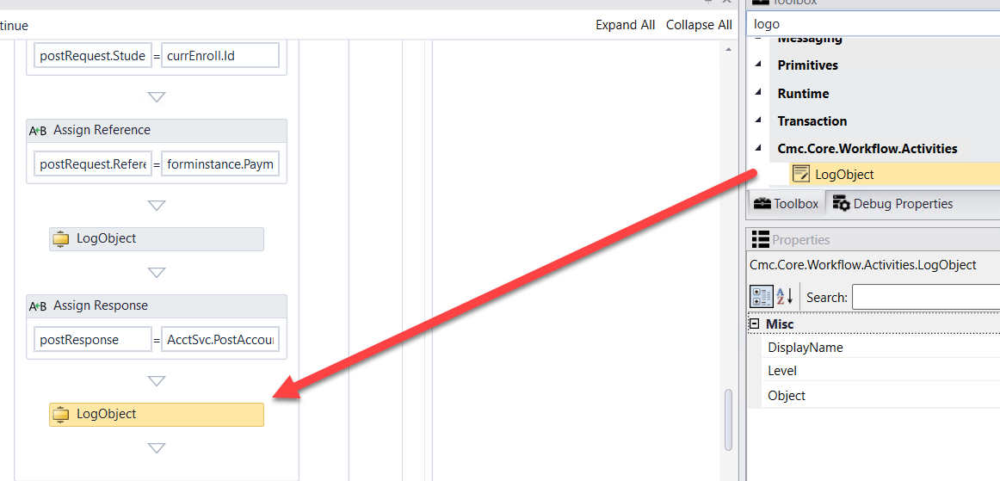 Toolbox
tinue
Expand All
Collapse All
logo
postRequest.Stude
=
currEnroll.Id
Messaging
Primitives
Runtime
Transaction
Cmc.Core.Workflow.Activities
LogObject
A+B Assign Reference
postRequest.Refere
=
forminstance.Paym
Toolbox
Debug Properties
LogObject
Properties
Cmc.Core.Workflow.Activities.LogObject
A+B Assign Response
postResponse
=
AcctSvc.PostAccou
AZ
Search:
Misc
DisplayName
Level
Object
LogObject